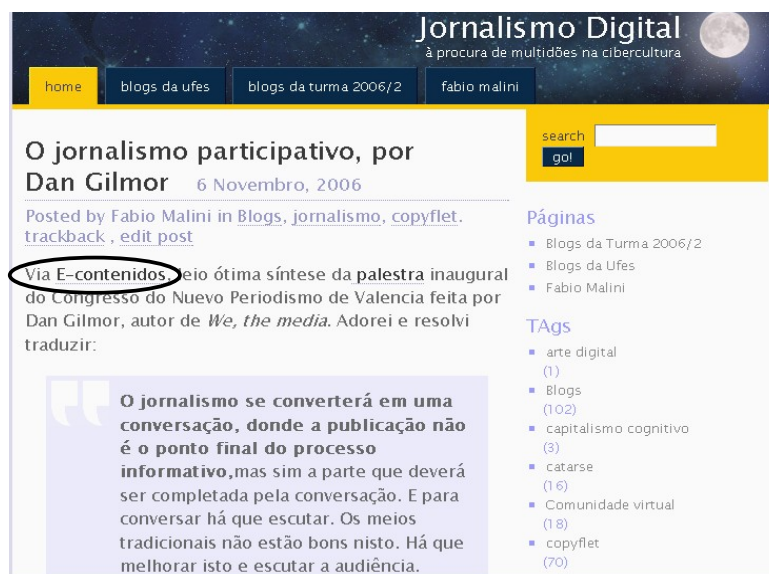 Jornalismo Digital
à procura de multidões na cibercultura
home
blogs da ufes
blogs da turma 2006/2
fabio malini
O jornalismo participativo, por
Dan Gilmor 6 Novembro, 2006
Posted by Fabio Malini in Blogs, jornalismo, copyflet.
trackback , edit post
Via E-contenidos, leio ótima síntese da palestra inaugural
do Congresso do Nuevo Periodismo de Valencia feita por
Dan Gilmor, autor de We, the media. Adorei e resolvi
traduzir:
O jornalismo se converterá em uma
conversação, donde a publicação não
é o ponto final do processo
informativo,mas sim a parte que deverá
ser completada pela conversação. E para
conversar há que escutar. Os meios
tradicionais não estão bons nisto. Há que
melhorar isto e escutar a audiência.
search
go!
Páginas
Blogs da Turma 2006/2
Blogs da Ufes
Fabio Malini
TAgs
arte digital
(1)
Blogs
(102)
capitalismo cognitivo
(3)
catarse
(16)
Comunidade virtual
(18)
copyflet
(70)